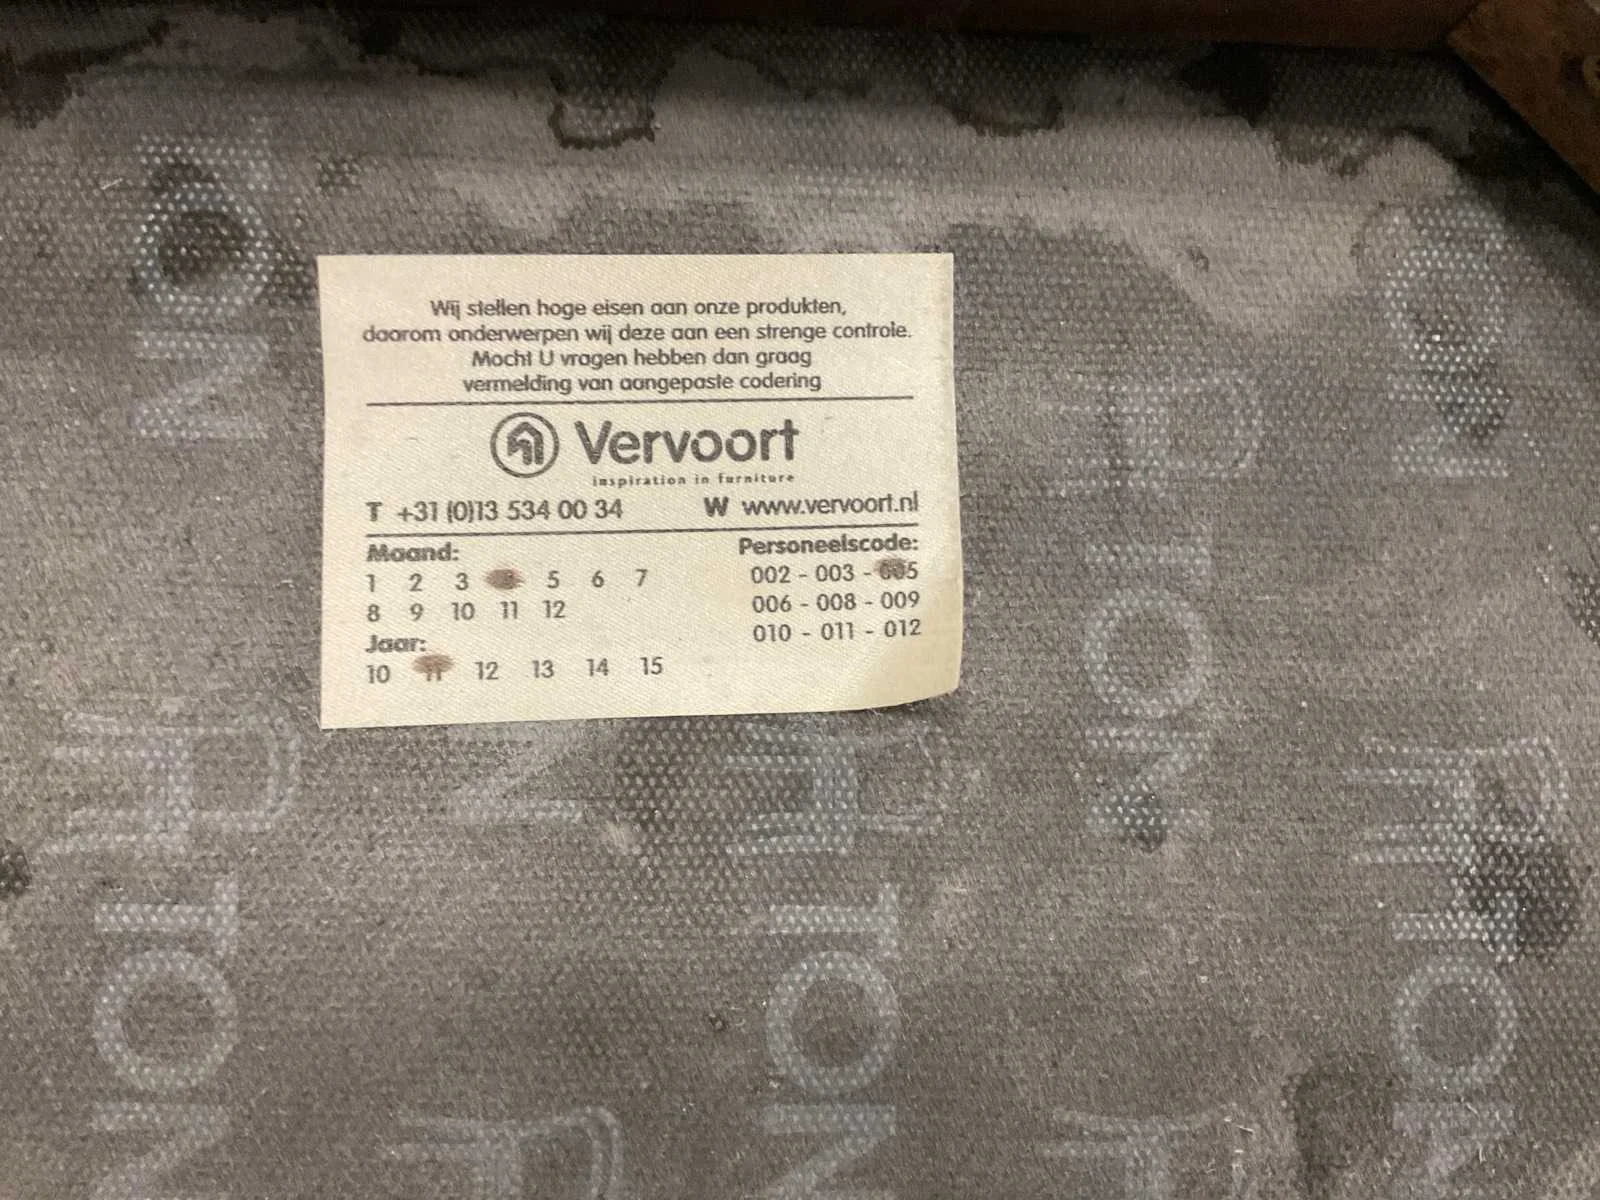 Wij stellen hoge eisen aan onze produkten,
daarom onderwerpen wij deze aan een strenge controle.
Mocht U vragen hebben dan graag
vermelding van aangepaste codering
Vervoort
inspiration in furniture
T +31 (0)13 534 00 34 W www.vervoort.nl
Maand: Personeelscode:
1 2 3 5 6 7 002 - 003 - 005
8 9 10 11 12 006 - 008 - 009
Jaar: 010 - 011 - 012
10 11 12 13 14 15